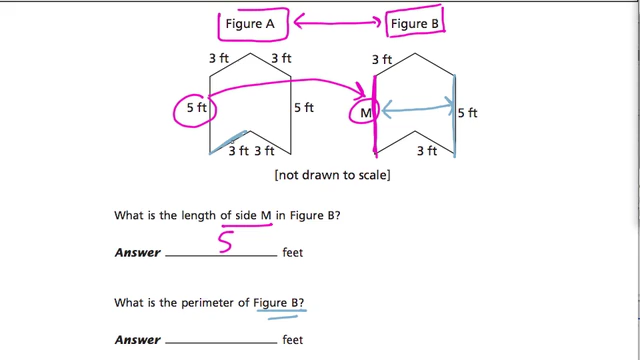 Figure A Figure B
3 ft 3 ft 3 ft
5 ft 5 ft M 5 ft
3 ft 3 ft 3 ft
[not drawn to scale]
What is the length of side M in Figure B?
5
Answer feet
What is the perimeter of Figure B?
Answer feet